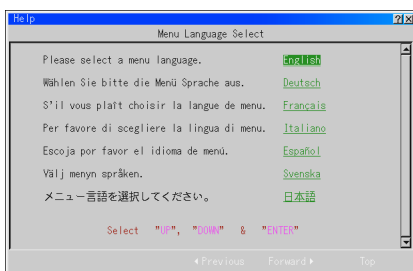 Help
Menu Language Select
Please select a menu language. English
Wählen Sie bitte die Menü Sprache aus. Deutsch
S'il vous plaît choisir la langue de menu. Français
Per favore di scegliere la lingua di menu. Italiano
Escoja por favor el idioma de menú. Español
Välj menyn språken. Svenska
メニュー言語を選択してください。 日本語
Select "UP", "DOWN" & "ENTER"
Previous Forward Top